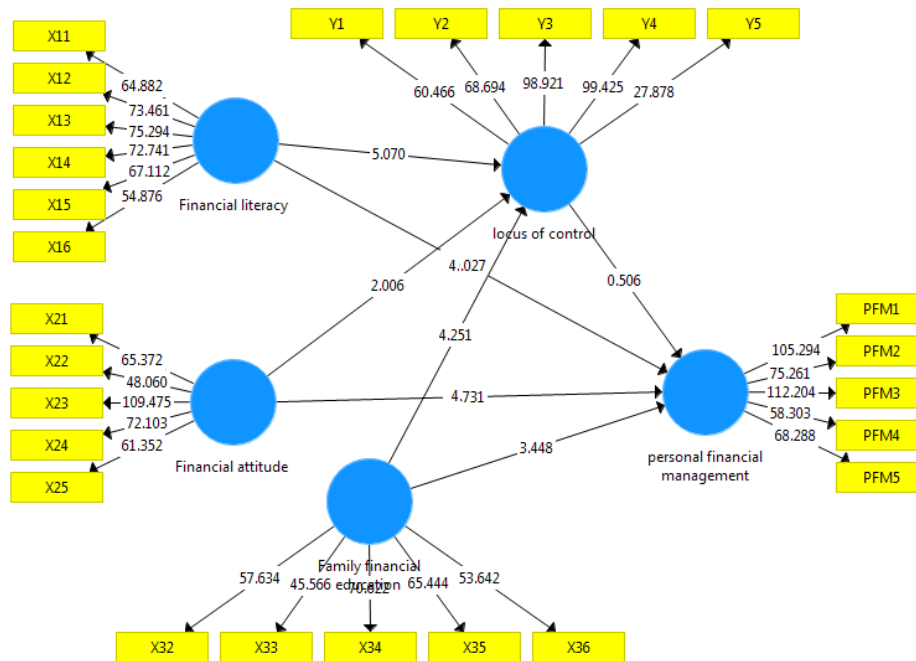 X11
X12
X13
X14
X15
X16
64.882
73.461
75.294
72.741
67.112
54.876
Financial literacy
Y1
Y2
Y3
Y4
Y5
60.466
68.694
98.921
99.425
27.878
locus of control
5.070
2.006
4.251
0.506
4.731
3.448
X21
X22
X23
X24
X25
65.372
48.060
109.475
72.103
61.352
Financial attitude
PFM1
PFM2
PFM3
PFM4
PFM5
105.294
75.261
112.204
58.303
68.288
personal financial
management
Family financial
education
57.634
45.566
65.444
53.642
X32
X33
X34
X35
X36